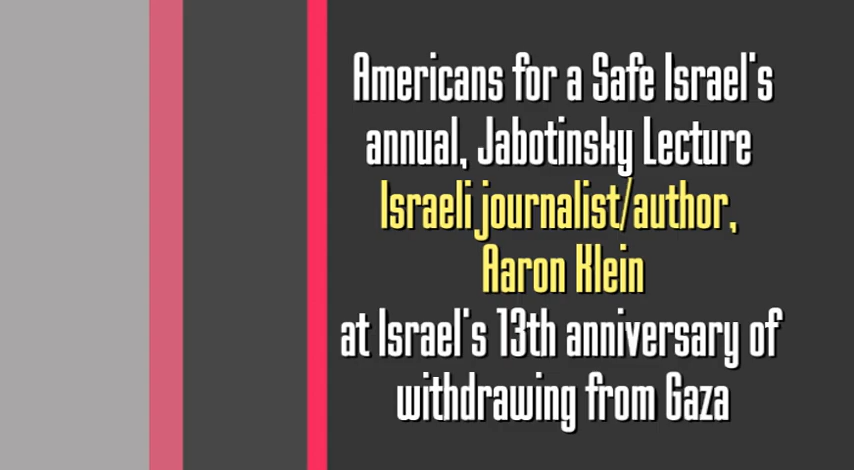 Americans for a Safe Israel's
annual, Jabotinsky Lecture
Israeli journalist/author,
Aaron Klein
at Israel's 13th anniversary of
withdrawing from Gaza